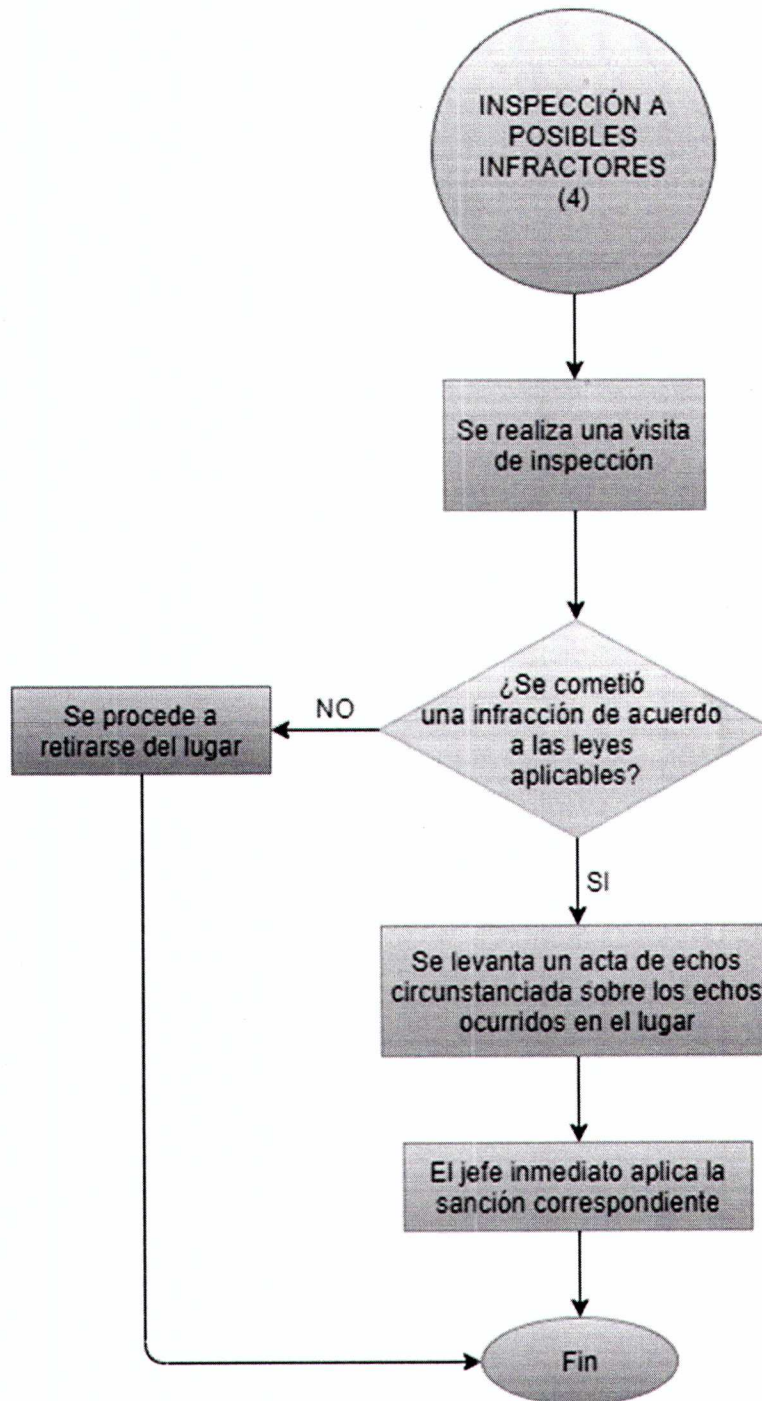 INSPECCIÓN A
POSIBLES
INFRACTORES
(4)
Se realiza una visita
de inspección
¿Se cometió
una infracción de acuerdo
a las leyes
aplicables?
NO
Se procede a
retirarse del lugar
SI
Se levanta un acta de echos
circunstanciada sobre los echos
ocurridos en el lugar
El jefe inmediato aplica la
sanción correspondiente
Fin